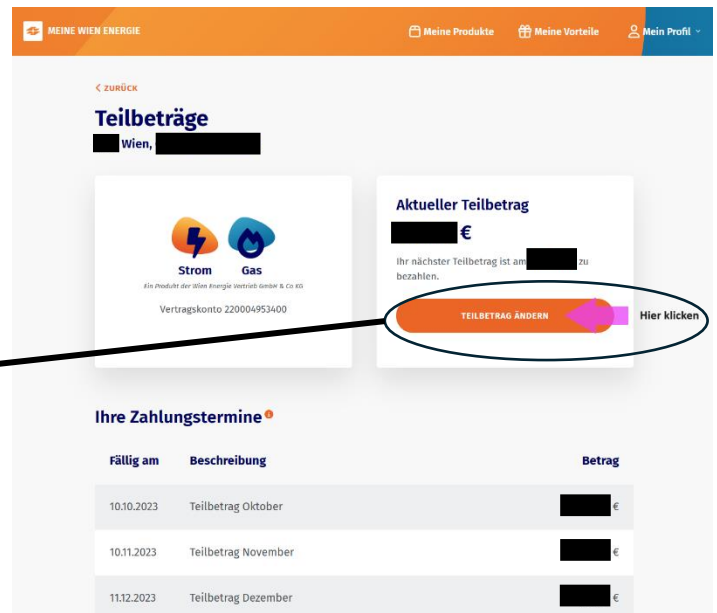 MEINE WIEN ENERGIE
Meine Produkte
Meine Vorteile
Mein Profil
ZURÜCK
Teilbeträge
Wien,
Strom Gas
Ein Produkt der Wien Energie Vertrieb GmbH & Co KG
Vertragskonto 220004953400
Aktueller Teilbetrag
€
Ihr nächster Teilbetrag ist am zu
bezahlen.
TEILBETRAG ÄNDERN
Hier klicken
Ihre Zahlungstermine
Fällig am Beschreibung Betrag
10.10.2023 Teilbetrag Oktober €
10.11.2023 Teilbetrag November €
11.12.2023 Teilbetrag Dezember €